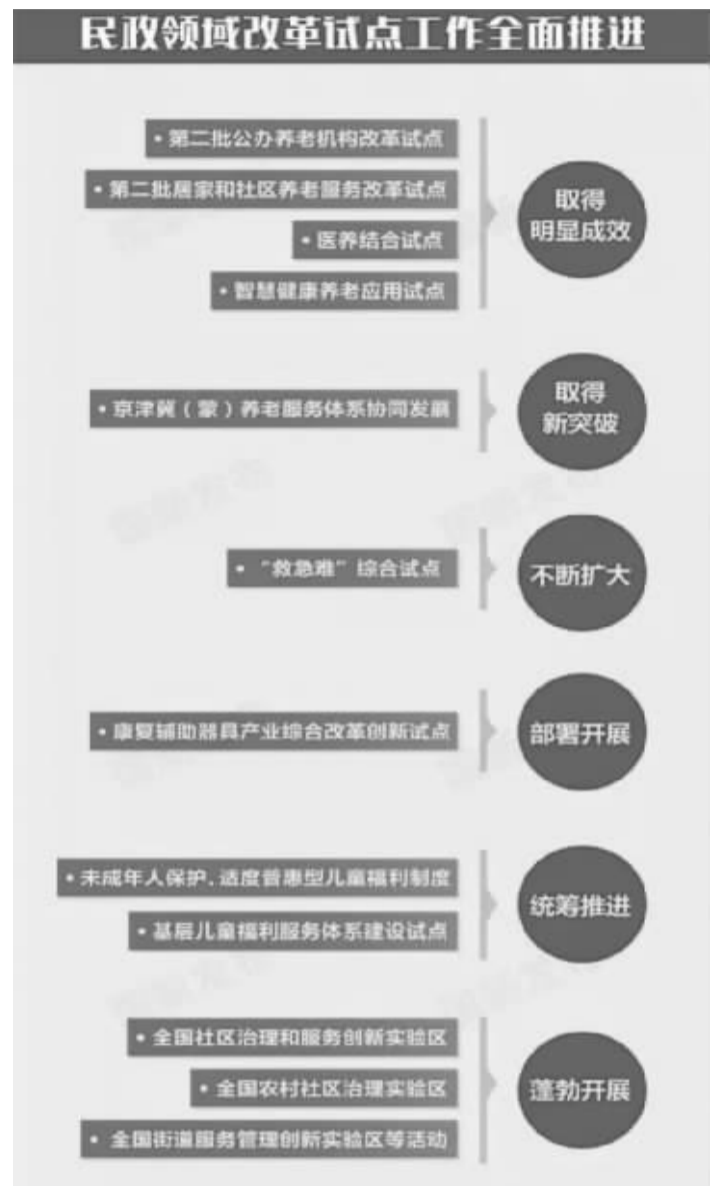 民政领域改革试点工作全面推进
• 第二批公办养老机构改革试点
• 第二批居家和社区养老服务改革试点
• 医养结合试点
• 智慧健康养老应用试点
取得
明显成效
• 京津冀（蒙）养老服务体系协同发展
取得
新突破
• “救急难”综合试点
不断扩大
• 康复辅助器具产业综合改革创新试点
部署开展
• 未成年人保护、适度普惠型儿童福利制度
• 基层儿童福利服务体系建设试点
统筹推进
• 全国社区治理和服务创新实验区
• 全国农村社区治理实验区
• 全国街道服务管理创新实验区等活动
蓬勃开展